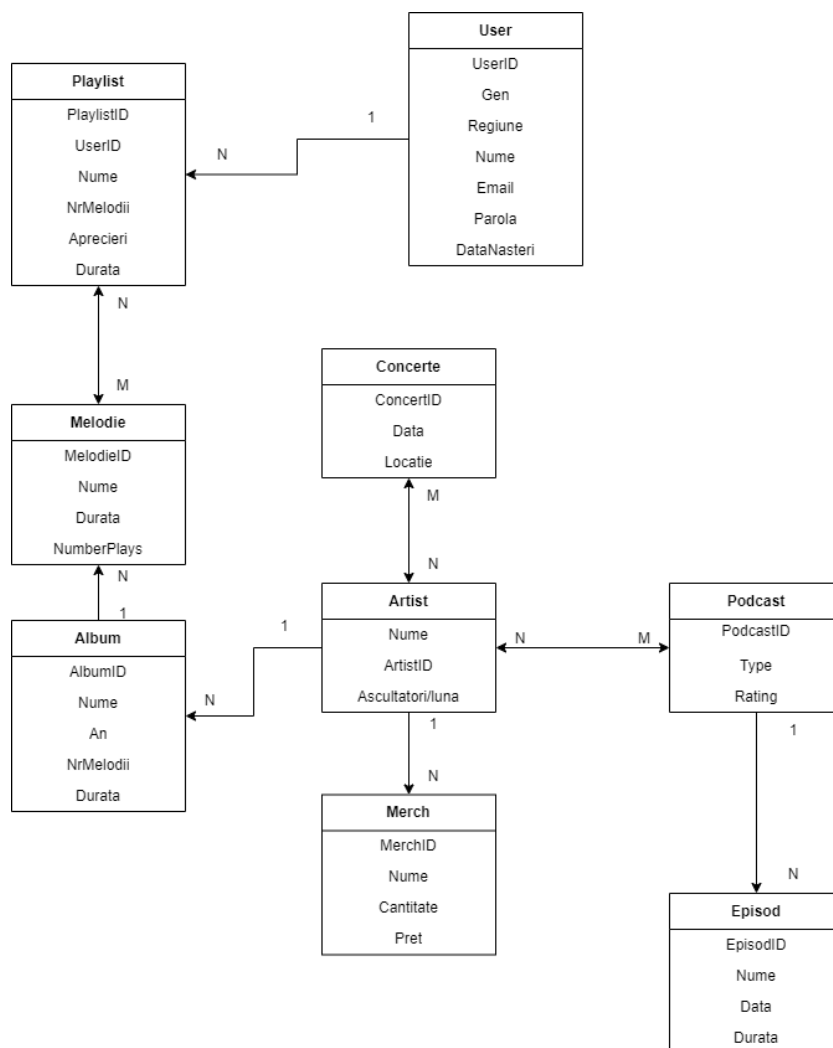 User
UserID
Gen
Regiune
Nume
Email
Parola
DataNasteri
Playlist
PlaylistID
UserID
Nume
NrMelodii
Aprecieri
Durata
1
N
N
M
Melodie
MelodieID
Nume
Durata
NumberPlays
N
1
Album
AlbumID
Nume
An
NrMelodii
Durata
N
1
Concerte
ConcertID
Data
Locatie
M
N
Artist
Nume
ArtistID
Ascultatori/luna
1
N
Merch
MerchID
Nume
Cantitate
Pret
N
M
Podcast
PodcastID
Type
Rating
1
N
Episod
EpisodID
Nume
Data
Durata